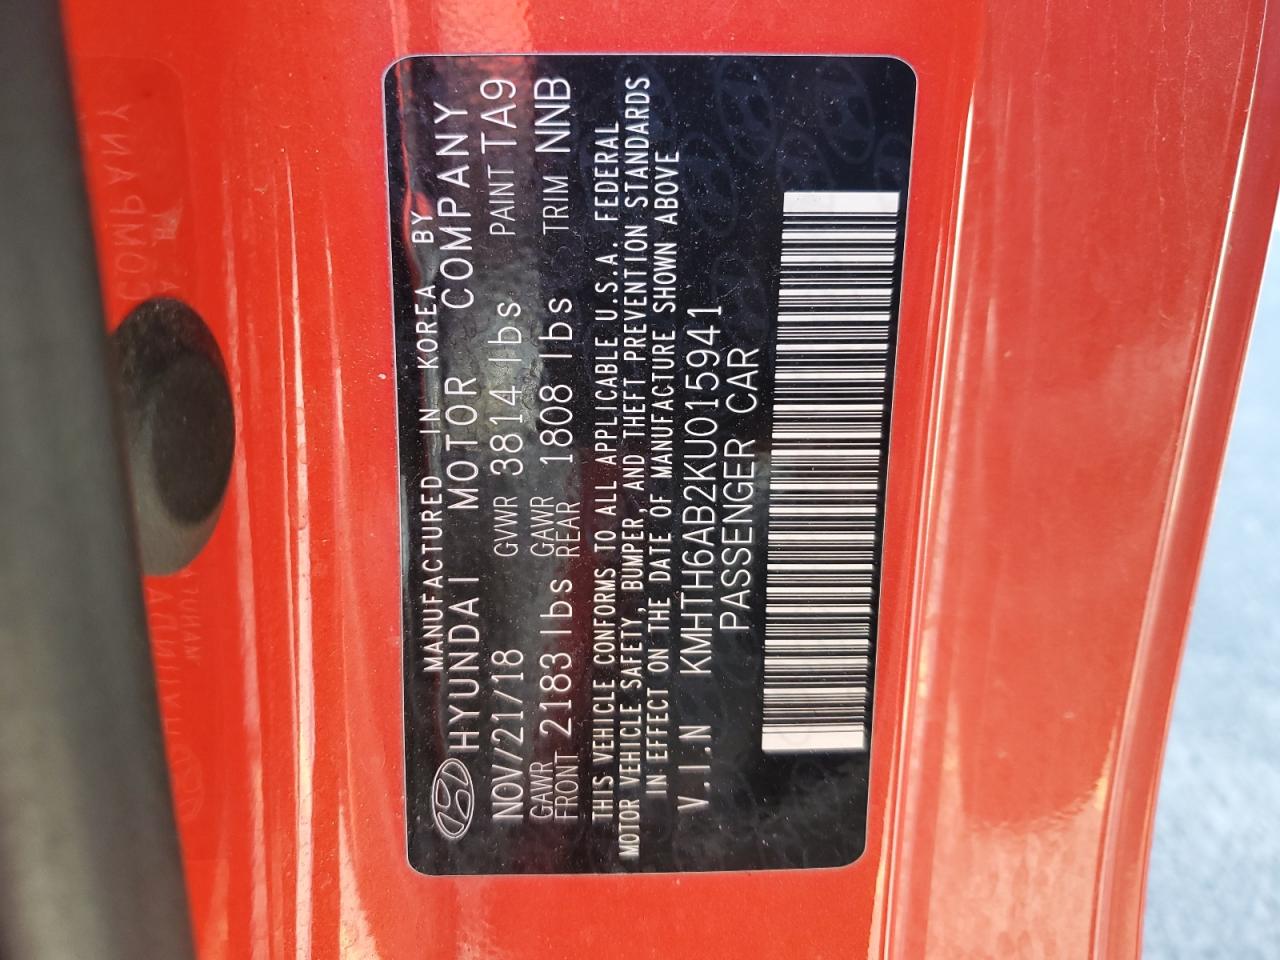 MANUFACTURED IN KOREA BY
HYUNDAI MOTOR COMPANY
NOV/21/18 GVWR 3814 lbs PAINT TA9
GAWR FRONT 2183 lbs GAWR REAR 1808 lbs TRIM NNB
THIS VEHICLE CONFORMS TO ALL APPLICABLE U.S.A. FEDERAL
MOTOR VEHICLE SAFETY, BUMPER, AND THEFT PREVENTION STANDARDS
IN EFFECT ON THE DATE OF MANUFACTURE SHOWN ABOVE
V.I.N KMHTH6AB2KU015941
PASSENGER CAR